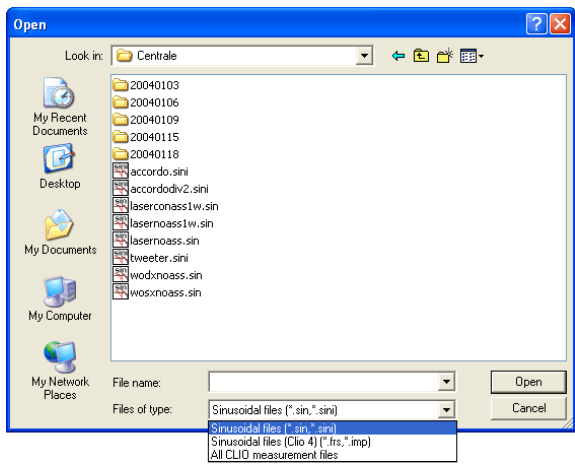 Open
Look in:
Centrale
My Recent
Documents
Desktop
My Documents
My Computer
My Network
Places
20040103
20040106
20040109
20040115
20040118
accordo.sini
accordodiv2.sini
laserconass1w.sin
lasernoass1w.sin
lasernoass.sin
tweeter.sini
wodxnoass.sin
wosxnoass.sin
File name:
Open
Files of type:
Sinusoidal files (*.sin,*.sini)
Cancel
Sinusoidal files (*.sin,*.sini)
Sinusoidal files (Clio 4) (*.frs,*.imp)
All CLIO measurement files